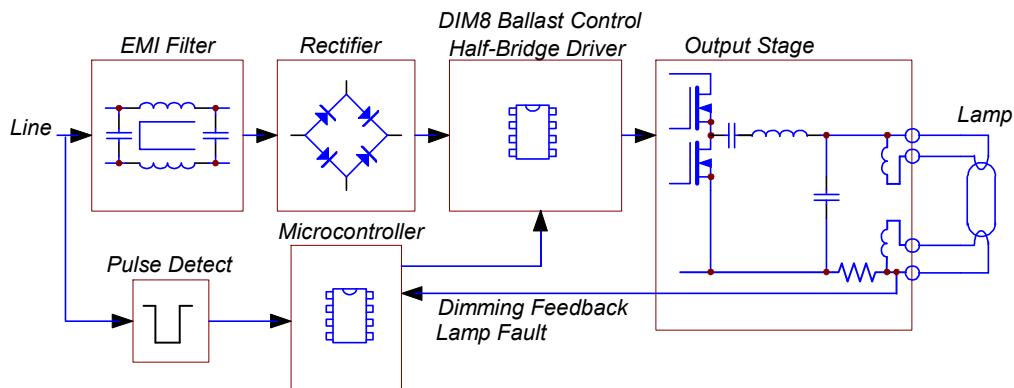 DIM8 Ballast Control
EMI Filter
Rectifier
Half-Bridge Driver
Output Stage
Line
Lamp
Microcontroller
Pulse Detect
Dimming Feedback
Lamp Fault